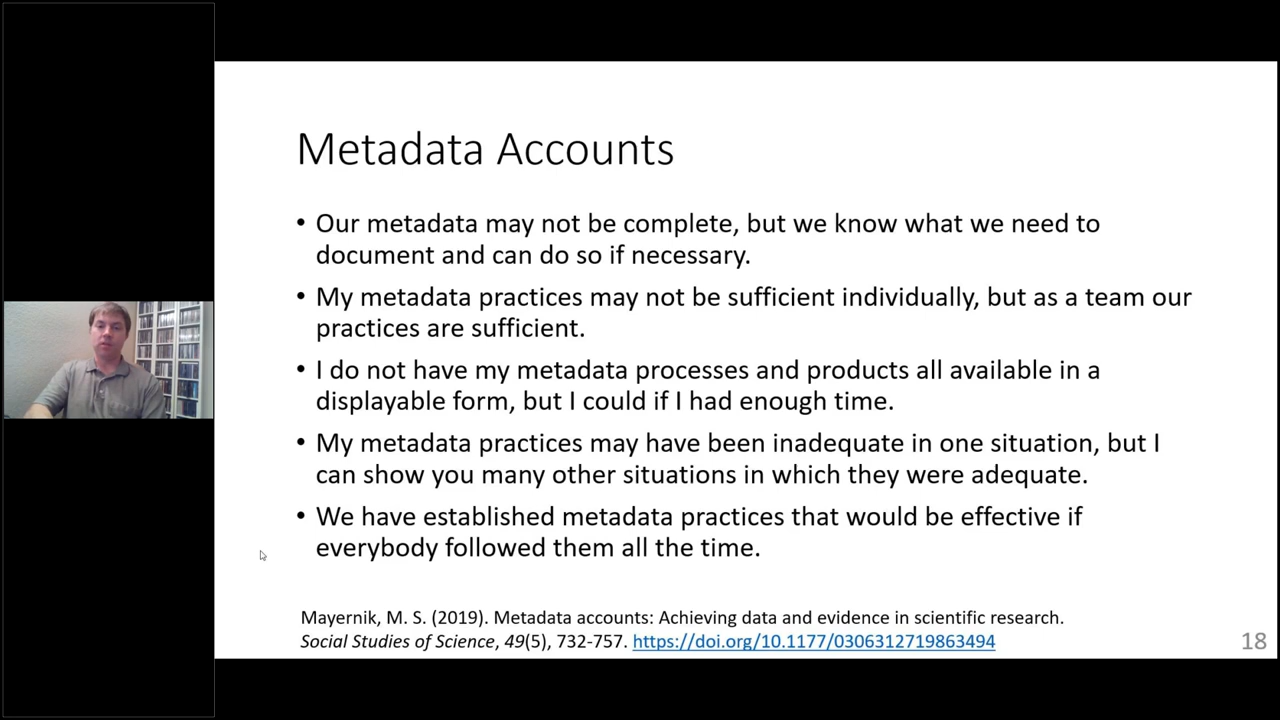 Metadata Accounts
• Our metadata may not be complete, but we know what we need to
document and can do so if necessary.
• My metadata practices may not be sufficient individually, but as a team our
practices are sufficient.
• I do not have my metadata processes and products all available in a
displayable form, but I could if I had enough time.
• My metadata practices may have been inadequate in one situation, but I
can show you many other situations in which they were adequate.
• We have established metadata practices that would be effective if
everybody followed them all the time.
Mayernik, M. S. (2019). Metadata accounts: Achieving data and evidence in scientific research.
Social Studies of Science, 49(5), 732-757. https://doi.org/10.1177/0306312719863494
18